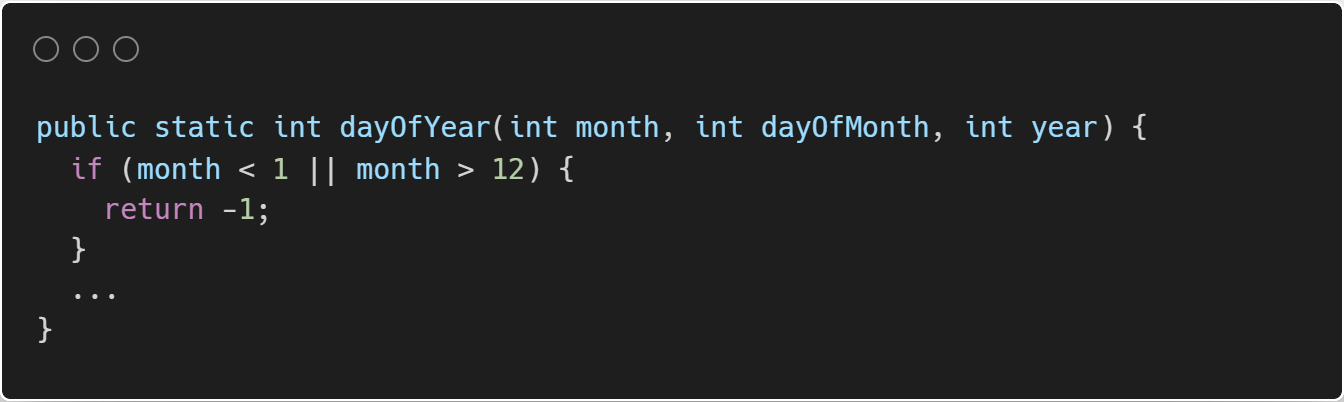 public static int dayOfYear(int month, int dayOfMonth, int year) {
  if (month < 1 || month > 12) {
    return -1;
  }
  ...
}